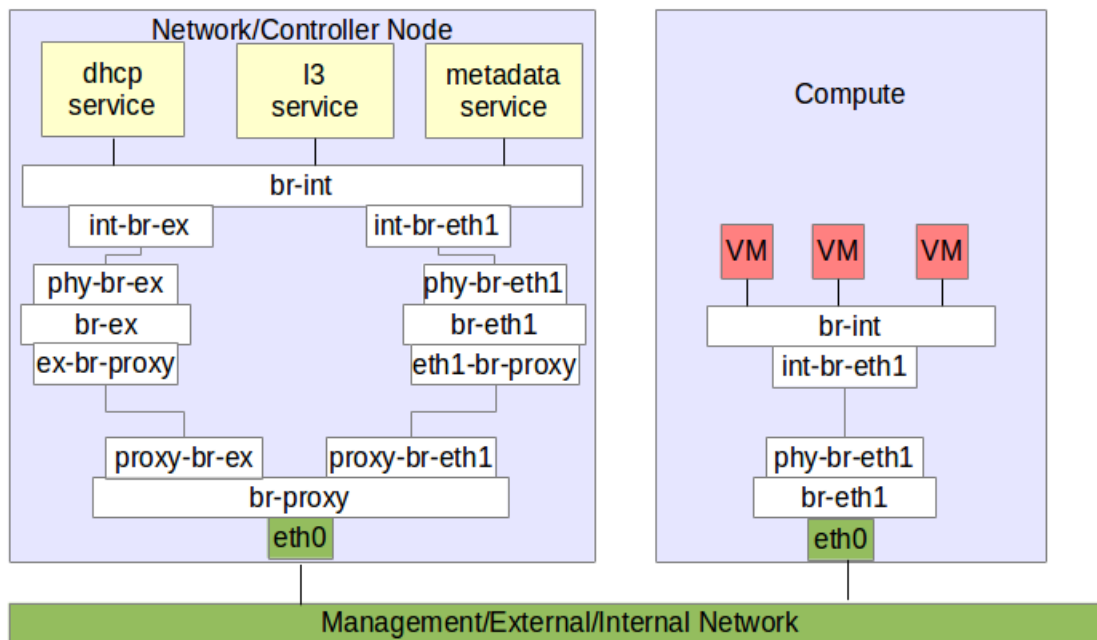 Network/Controller Node
dhcp
service
l3
service
metadata
service
br-int
int-br-ex
int-br-eth1
phy-br-ex
phy-br-eth1
br-ex
br-eth1
ex-br-proxy
eth1-br-proxy
proxy-br-ex
proxy-br-eth1
br-proxy
eth0
Compute
VM
VM
VM
br-int
int-br-eth1
phy-br-eth1
br-eth1
eth0
Management/External/Internal Network